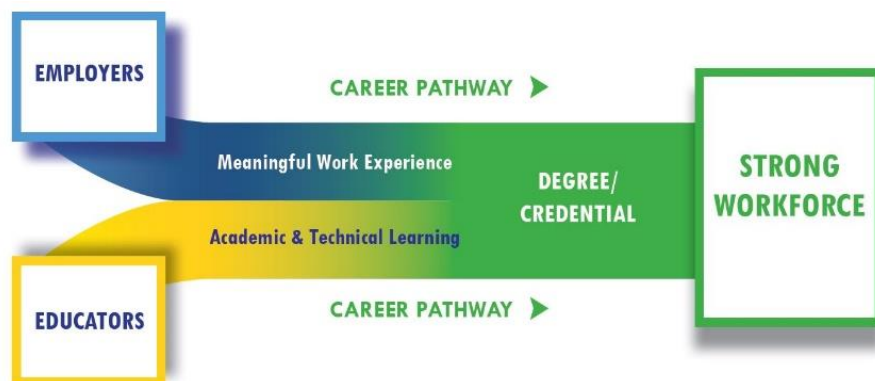 EMPLOYERS
CAREER PATHWAY
Meaningful Work Experience
DEGREE/
CREDENTIAL
STRONG
WORKFORCE
Academic & Technical Learning
EDUCATORS
CAREER PATHWAY